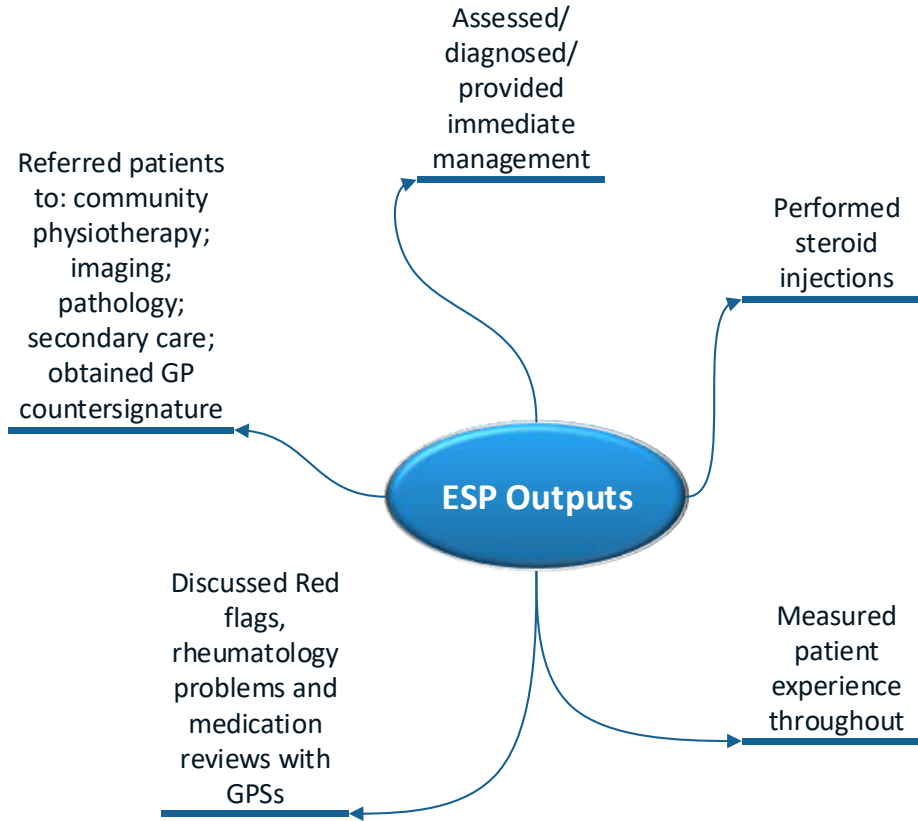 Assessed/
diagnosed/
provided
immediate
management
Referred patients
to: community
physiotherapy;
imaging;
pathology;
secondary care;
obtained GP
countersignature
Performed
steroid
injections
ESP Outputs
Discussed Red
flags,
rheumatology
problems and
medication
reviews with
GPSs
Measured
patient
experience
throughout